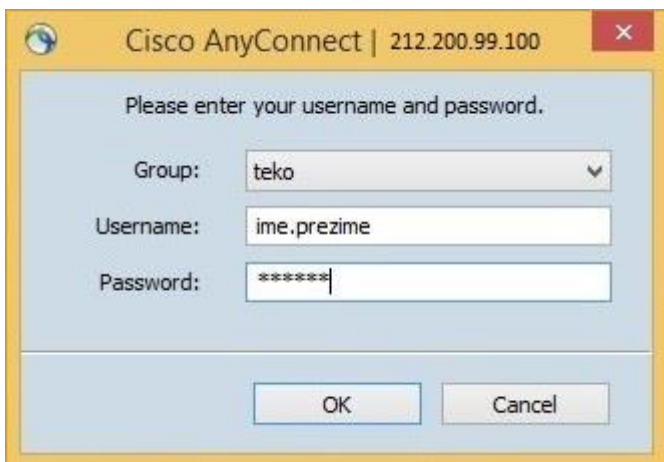 Cisco AnyConnect | 212.200.99.100
Please enter your username and password.
Group: teko
Username: ime.prezime
Password: ******
OK Cancel